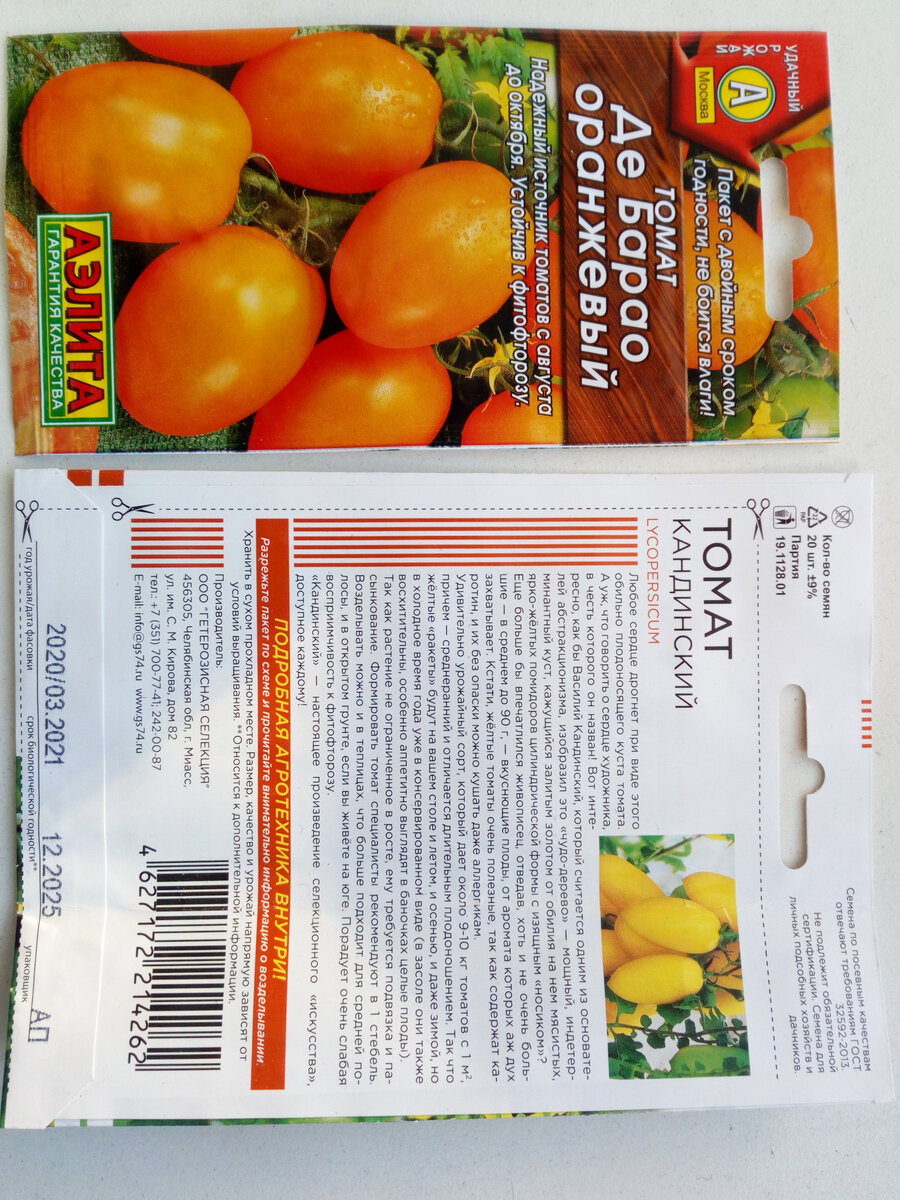 УДАЧНЫЙ
УРОЖАЙ
А
Москва
Пакет с двойным сроком
годности, не боится влаги!
ТОМАТ
Де Барао
оранжевый
Надежный источник томатов с августа
до октября. Устойчив к фитофторозу.
АЭЛИТА
ГАРАНТИЯ КАЧЕСТВА
22
PAP
Кол-во семян
20 шт. ±9%
Партия
19.1128.01
Семена по посевным качествам
отвечают требованиям ГОСТ
32592-2013.
Не подлежит обязательной
сертификации. Семена для
личных подсобных хозяйств и
дачников.
ТОМАТ
КАНДИНСКИЙ
LYCOPERSICUM
Любое сердце дрогнет при виде этого
обильно плодоносящего куста томата.
А уж, что говорить о сердце художника,
в честь которого он назван! Вот инте-
ресно, как бы Василий Кандинский, который считается одним из основате-
лей абстракционизма, изобразил это «чудо-дерево» — мощный, индетер-
минантный куст, кажущийся залитым золотом от обилия на нем мясистых,
ярко-жёлтых помидоров цилиндрической формы с изящным «носиком»?
Еще больше бы впечатлился живописец, отведав, хоть и не очень боль-
шие — в среднем до 90 г, — вкуснющие плоды, от аромата которых аж дух
захватывает. Кстати, жёлтые томаты очень полезные, так как содержат ка-
ротин, и их без опаски можно кушать даже аллергикам.
Удивительно урожайный сорт, который дает около 9-10 кг томатов с 1 м²,
причем — среднеранний и отличается длительным плодоношением. Так что
жёлтые «ракеты» будут на вашем столе и летом, и осенью, и даже зимой, но
в холодное время года уже в консервированном виде (в засоле они также
восхитительны, особенно аппетитно выглядят в баночках целые плоды).
Так как растение не ограниченное в росте, ему требуется подвязка и па-
сынкование. Формировать томат специалисты рекомендуют в 1 стебель.
Возделывать можно и в теплицах, что больше подходит для средней по-
лосы, и в открытом грунте, если вы живёте на юге. Порадует очень слабая
восприимчивость к фитофторозу.
«Кандинский» — настоящее произведение селекционного «искусства»,
доступное каждому!
ПОДРОБНАЯ АГРОТЕХНИКА ВНУТРИ!
Разрежьте пакет по схеме и прочитайте внимательно информацию о возделывании.
Хранить в сухом прохладном месте. Размер, качество и урожай напрямую зависят от
условий выращивания. **Относится к дополнительной информации.
Производитель:
ООО "ГЕТЕРОЗИСНАЯ СЕЛЕКЦИЯ"
456305, Челябинская обл, г. Миасс,
ул. им. С. М. Кирова, дом 82
тел.: +7 (351) 700-77-41; 242-00-87
E-mail: info@gs74.ru www.gs74.ru
4 627172 214262
2020/03.2021 12.2025 АП
год урожая/дата фасовки срок биологической годности** упаковщик